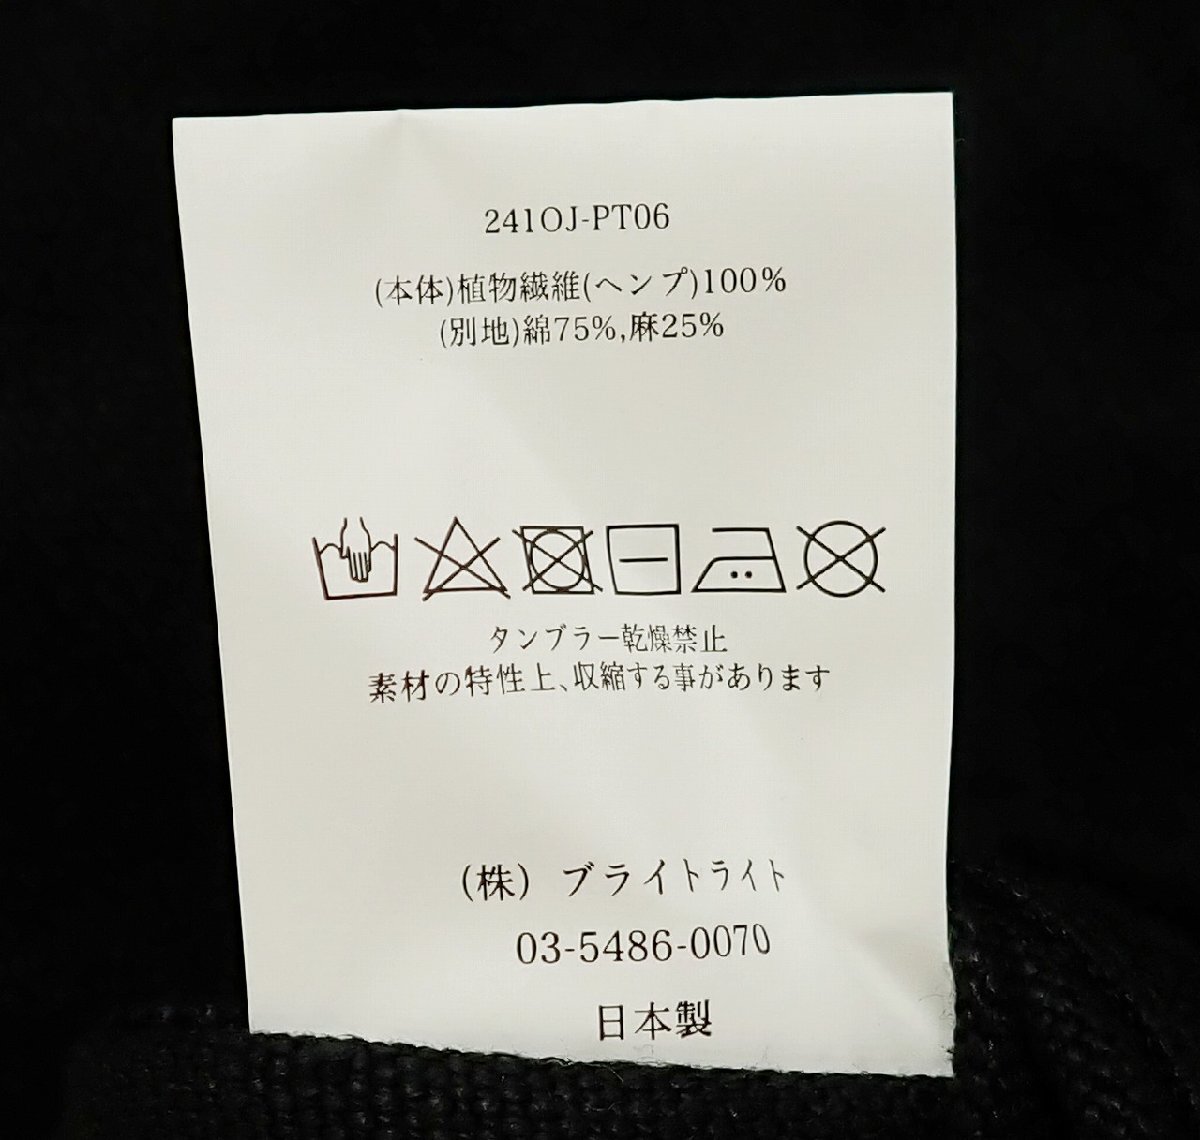 241OJ-PT06
(本体)植物繊維(ヘンプ)100%
(別地)綿75%,麻25%
タンブラー乾燥禁止
素材の特性上、収縮する事があります
(株) ブライトライト
03-5486-0070
日本製